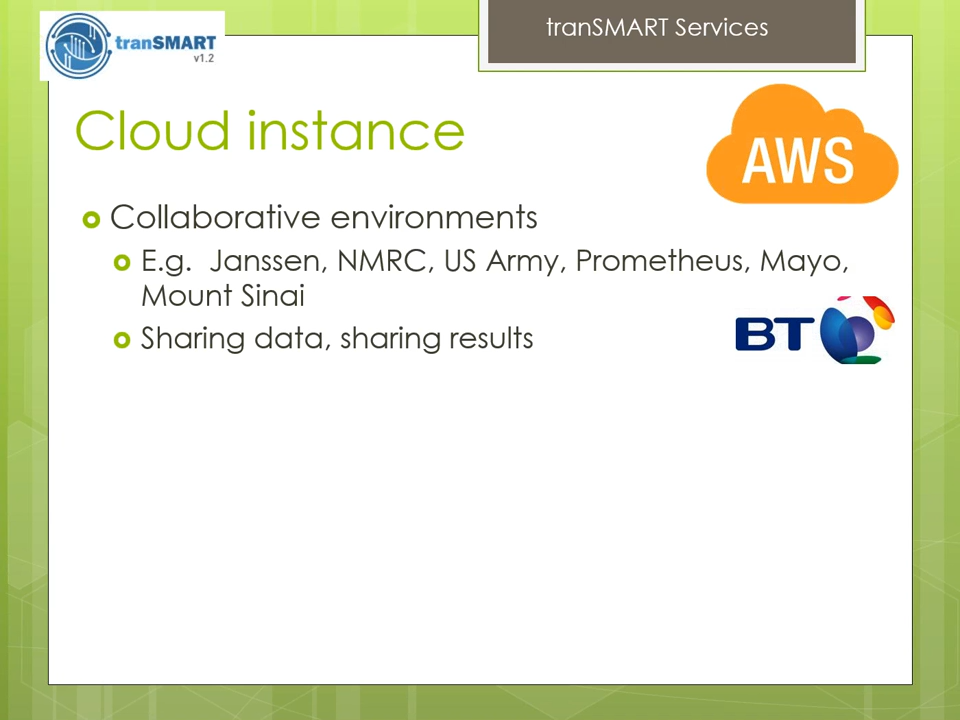 tranSMART
v1.2
tranSMART Services
Cloud instance
AWS
Collaborative environments
E.g.  Janssen, NMRC, US Army, Prometheus, Mayo,
Mount Sinai
BT
Sharing data, sharing results